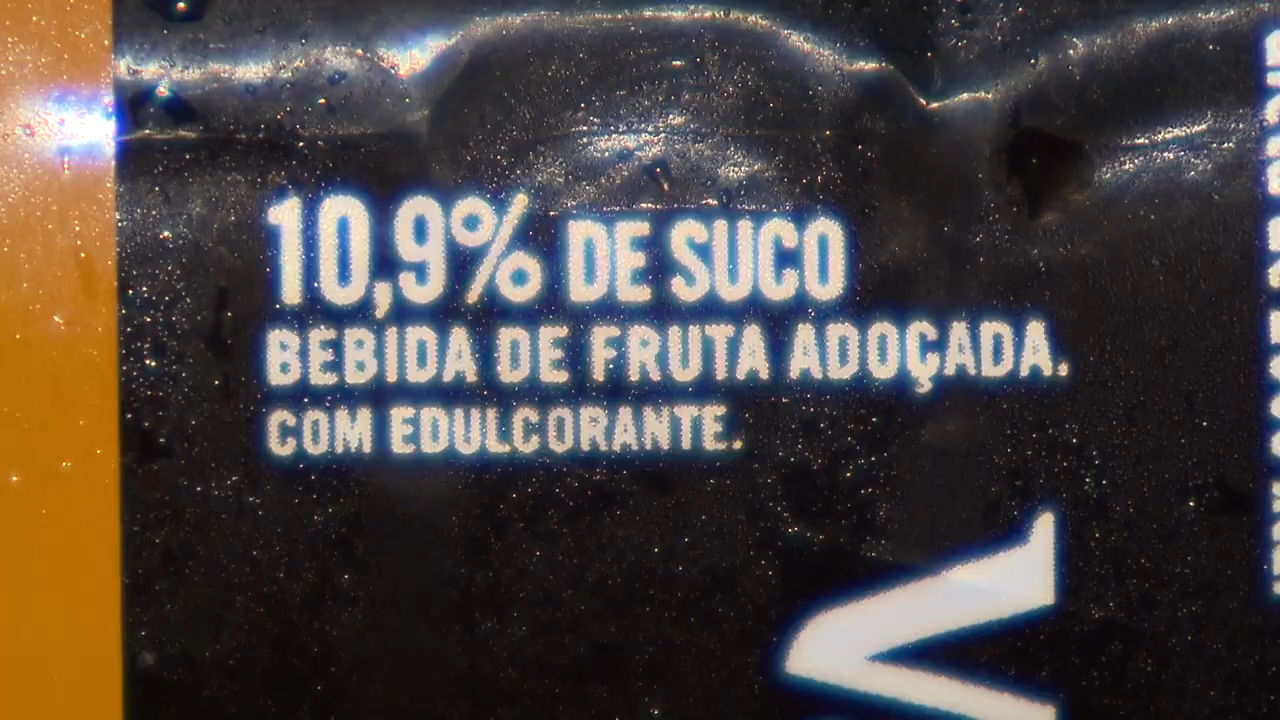 10,9% DE SUCO
BEBIDA DE FRUTA ADOÇADA.
COM EDULCORANTE.